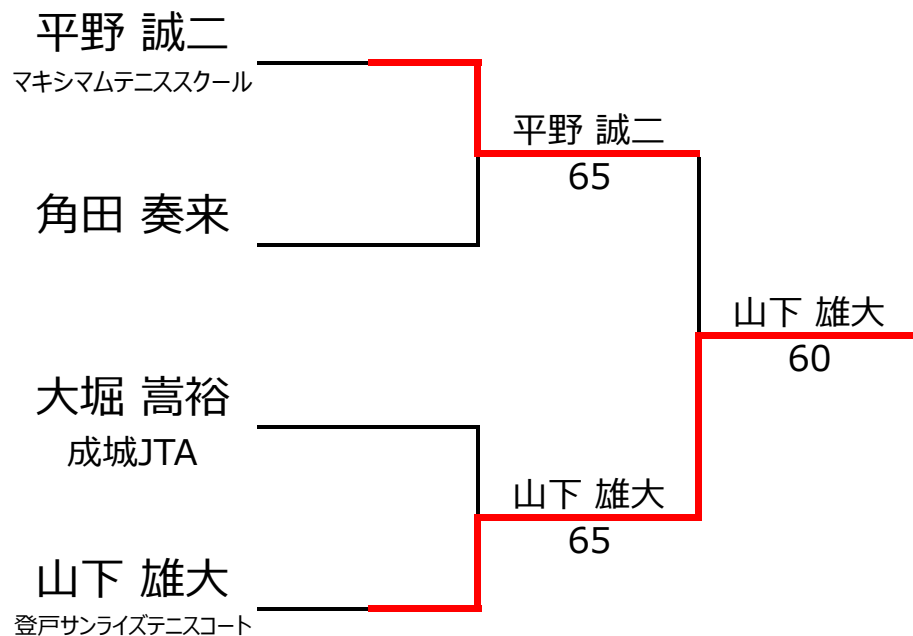 平野 誠二
マキシマムテニススクール
平野 誠二
65
角田 奏来
山下 雄大
60
大堀 嵩裕
成城JTA
山下 雄大
65
山下 雄大
登戸サンライズテニスコート